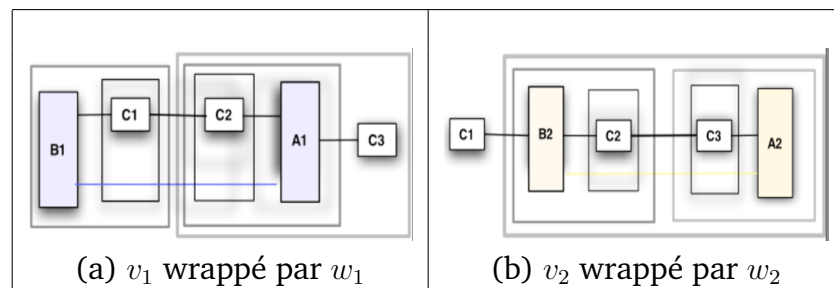 B1 C1 C2 A1 C3
C1 B2 C2 C3 A2
(a) v₁ wrappé par w₁
(b) v₂ wrappé par w₂